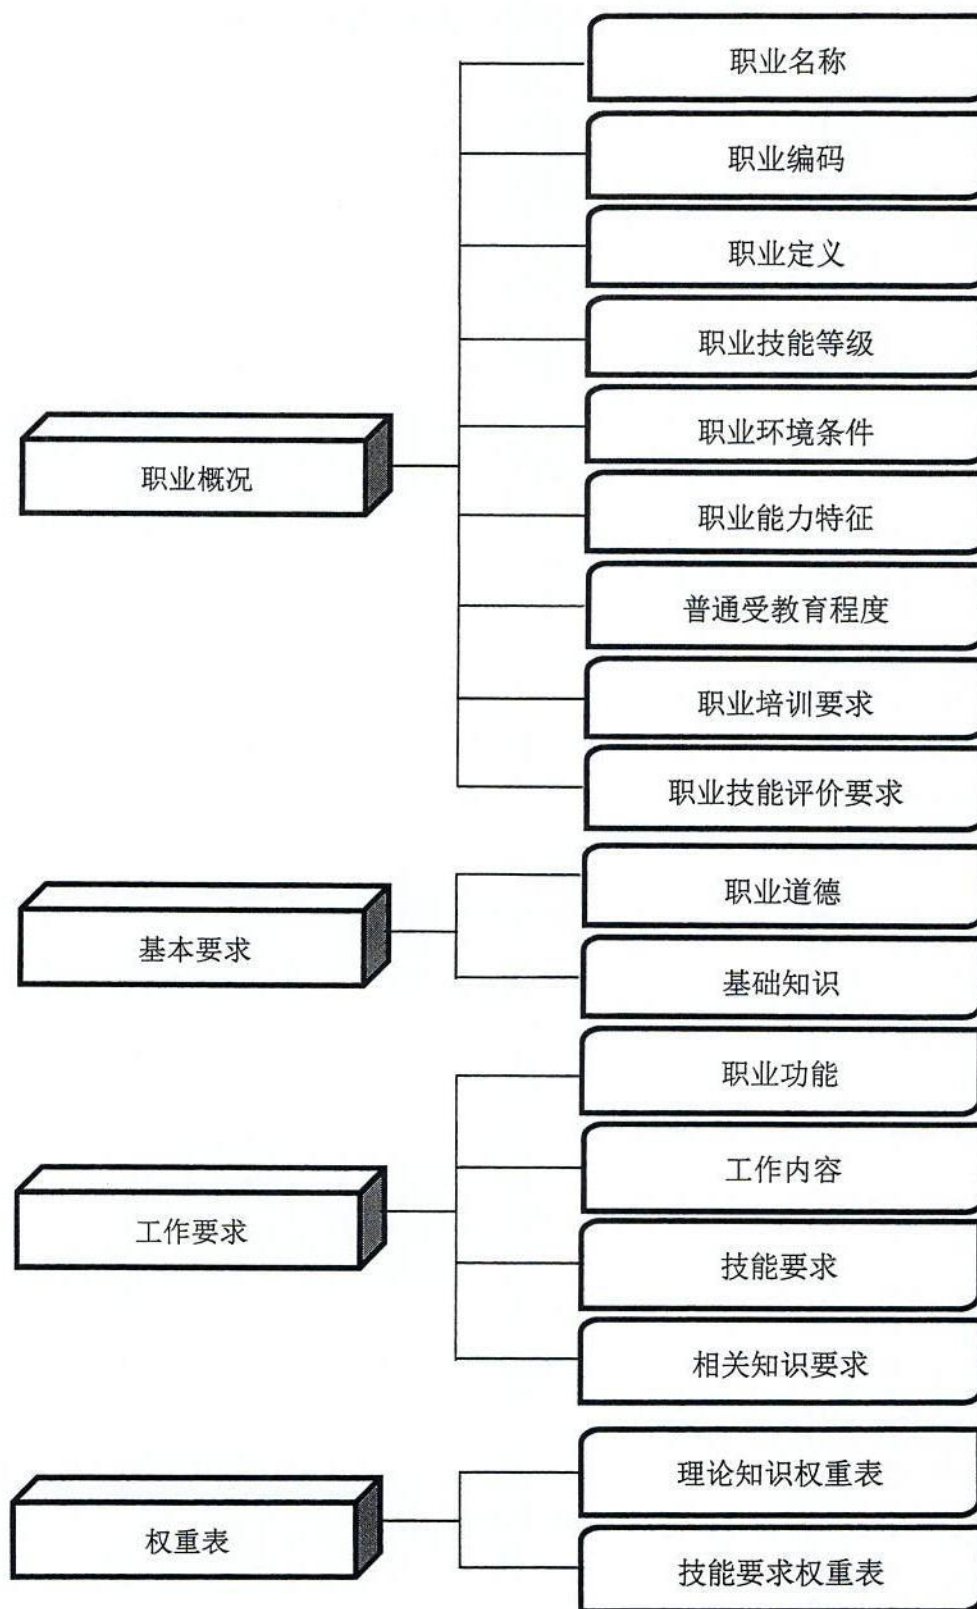 职业概况
职业名称
职业编码
职业定义
职业技能等级
职业环境条件
职业能力特征
普通受教育程度
职业培训要求
职业技能评价要求
基本要求
职业道德
基础知识
工作要求
职业功能
工作内容
技能要求
相关知识要求
权重表
理论知识权重表
技能要求权重表